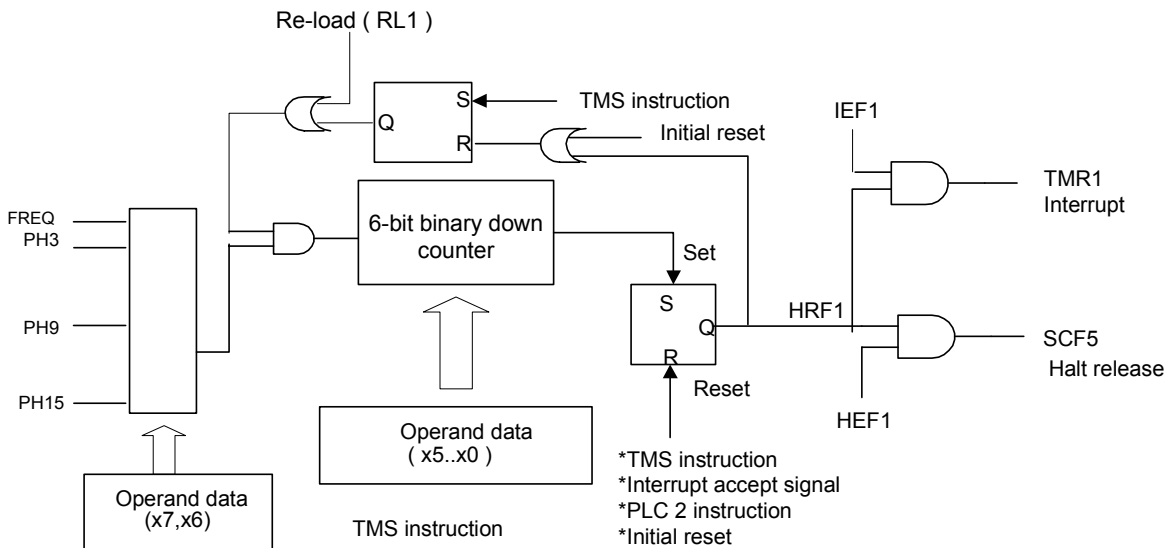 Re-load ( RL1 )
S
TMS instruction
Q
R
Initial reset
IEF1
TMR1
Interrupt
FREQ
PH3
PH9
PH15
6-bit binary down
counter
Set
S
Q
R
HRF1
Reset
SCF5
Halt release
HEF1
Operand data
( x5..x0 )
Operand data
(x7,x6)
TMS instruction
*TMS instruction
*Interrupt accept signal
*PLC 2 instruction
*Initial reset